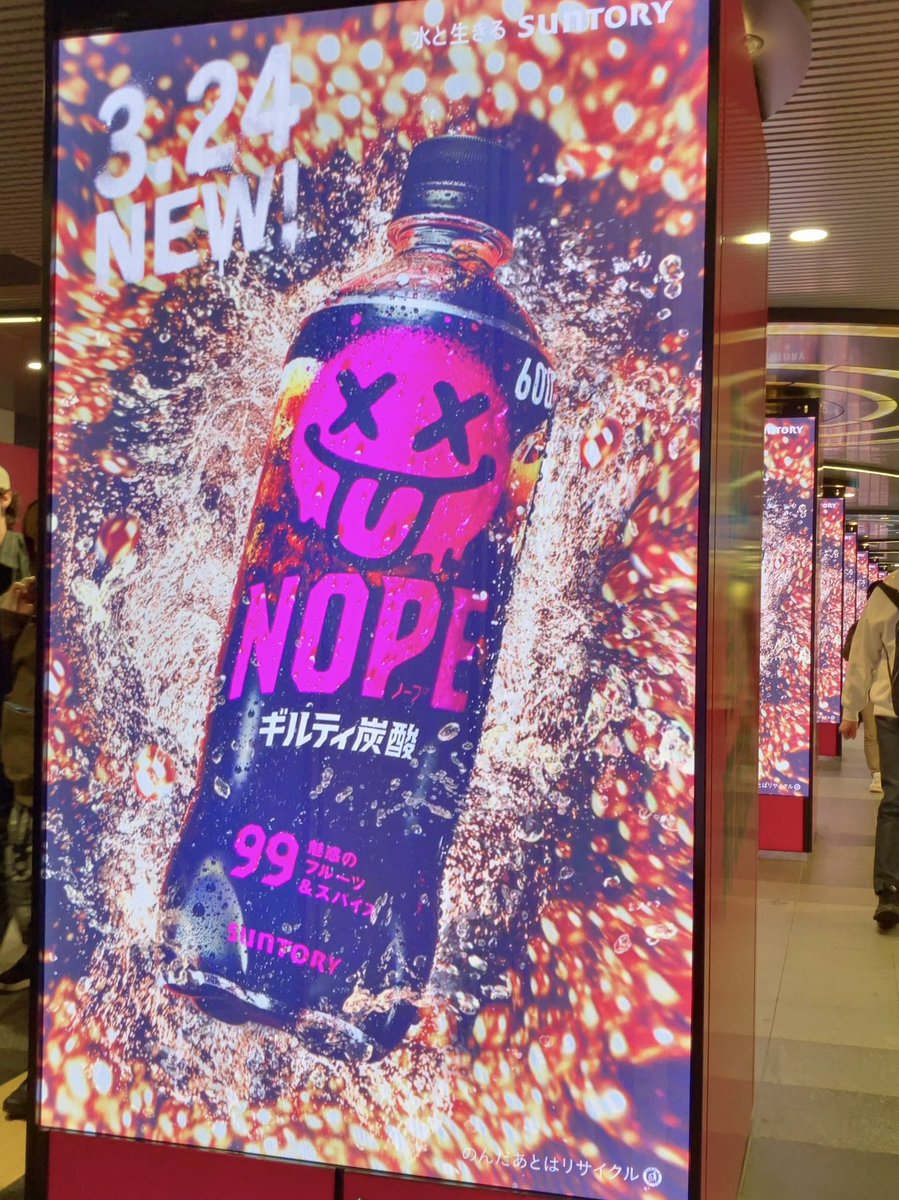 水と生きる SUNTORY
3.24
NEW!
600
NOPE
ノープ
ギルティ炭酸
99 魅惑の
フルーツ
&スパイス
SUNTORY
のんだあとはリサイクル
SUNTORY